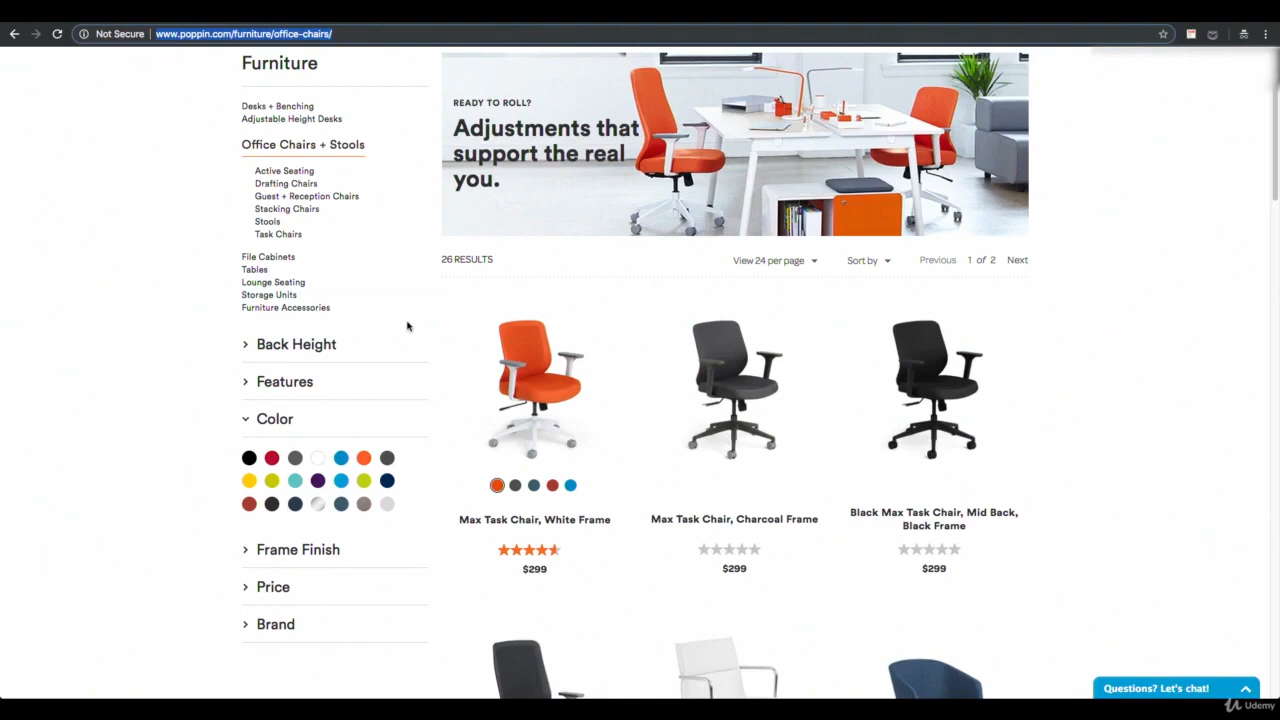 Not Secure
www.poppin.com/furniture/office-chairs/
Furniture
Desks + Benching
Adjustable Height Desks
Office Chairs + Stools
Active Seating
Drafting Chairs
Guest + Reception Chairs
Stacking Chairs
Stools
Task Chairs
File Cabinets
Tables
Lounge Seating
Storage Units
Furniture Accessories
Back Height
Features
Color
Frame Finish
Price
Brand
READY TO ROLL?
Adjustments that
support the real
you.
26 RESULTS
View 24 per page
Sort by
Previous 1 of 2 Next
Max Task Chair, White Frame
$299
Max Task Chair, Charcoal Frame
$299
Black Max Task Chair, Mid Back,
Black Frame
$299
Questions? Let's chat!
Udemy